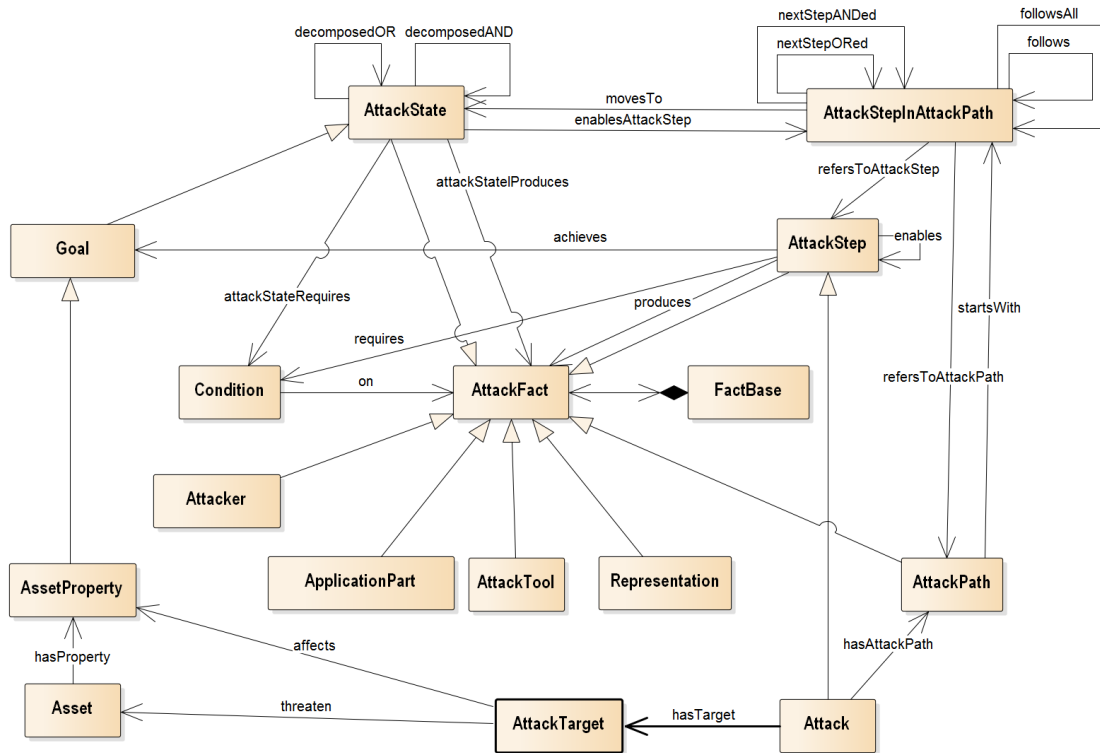 decomposedOR
decomposedAND
nextStepANDed
followsAll
nextStepORed
follows
AttackState
movesTo
AttackStepInAttackPath
enablesAttackStep
refersToAttackStep
attackStatelProduces
Goal
achieves
AttackStep
enables
attackStateRequires
produces
startsWith
requires
refersToAttackPath
Condition
on
AttackFact
FactBase
Attacker
ApplicationPart
AttackTool
Representation
AssetProperty
AttackPath
hasProperty
affects
hasAttackPath
Asset
threaten
AttackTarget
hasTarget
Attack